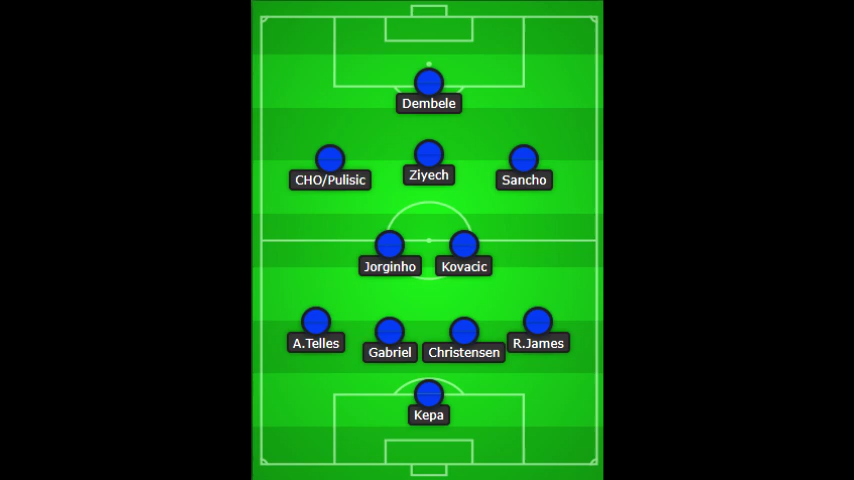 Dembele
CHO/Pulisic
Ziyech
Sancho
Jorginho
Kovacic
A.Telles
Gabriel
Christensen
R.James
Kepa